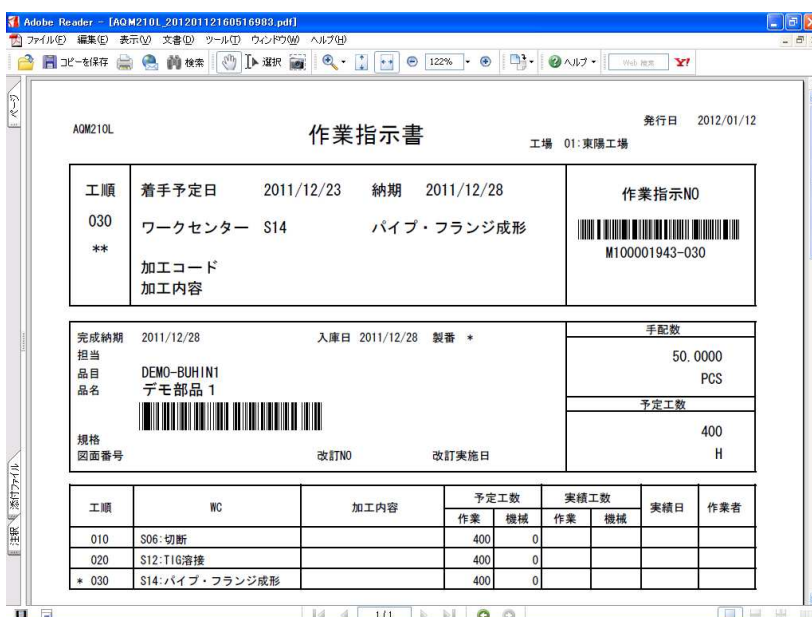 Adobe Reader - [AQM210L_20120112160516983.pdf]
ファイル(F) 編集(E) 表示(V) 文書(D) ツール(T) ウィンドウ(W) ヘルプ(H)
コピーを保存 検索 選択 122% ヘルプ Web 検索 Y!
ページ
AQM210L
作業指示書
発行日 2012/01/12
工場 01:東陽工場
工順 着手予定日 2011/12/23 納期 2011/12/28 作業指示NO
030 ワークセンター S14 パイプ・フランジ成形
** M100001943-030
加工コード
加工内容
完成納期 2011/12/28 入庫日 2011/12/28 製番 * 手配数
担当 50.0000
品目 DEMO-BUHIN1 PCS
品名 デモ部品1
予定工数
規格 400
図面番号 改訂NO 改訂実施日 H
工順 WC 加工内容 予定工数 実績工数 実績日 作業者
作業 機械 作業 機械
010 S06:切断 400 0
020 S12:TIG溶接 400 0
* 030 S14:パイプ・フランジ成形 400 0
添付ファイル
注釈
1/1